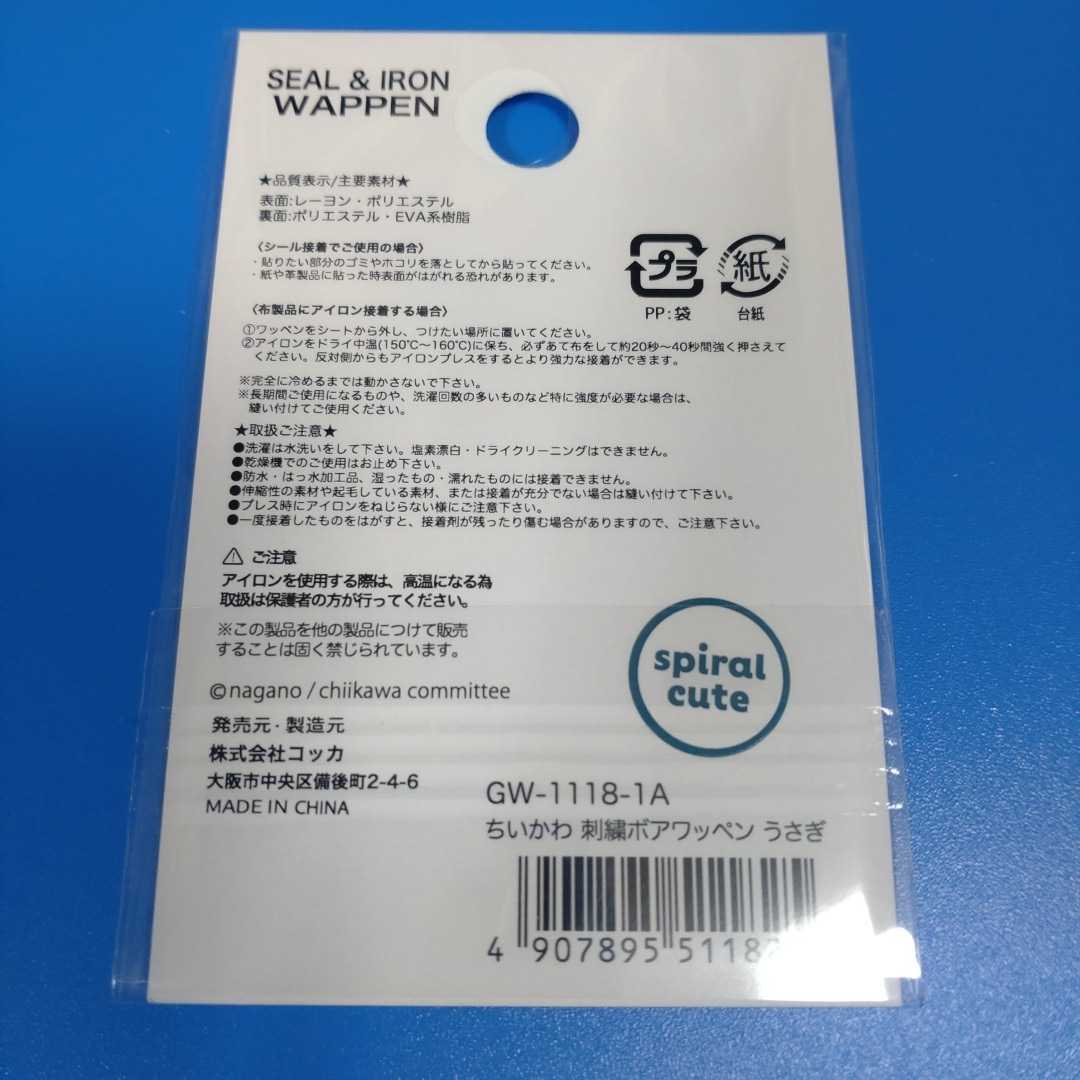 SEAL & IRON
WAPPEN
★品質表示/主要素材★
表面:レーヨン・ポリエステル
裏面:ポリエステル・EVA系樹脂
〈シール接着でご使用の場合〉
・貼りたい部分のゴミやホコリを落としてから貼ってください。
・紙や革製品に貼った時表面がはがれる恐れがあります。
プラ
PP:袋
紙
台紙
〈布製品にアイロン接着する場合〉
①ワッペンをシートから外し、つけたい場所に置いてください。
②アイロンをドライ中温(150℃〜160℃)に保ち、必ずあて布をして約20秒〜40秒間強く押さえて
ください。反対側からもアイロンプレスをするとより強力な接着ができます。
※完全に冷めるまでは動かさないで下さい。
※長期間ご使用になるものや、洗濯回数の多いものなど特に強度が必要な場合は、
縫い付けてご使用ください。
★取扱ご注意★
●洗濯は水洗いをして下さい。塩素漂白・ドライクリーニングはできません。
●乾燥機でのご使用はお止め下さい。
●防水・はっ水加工品、湿ったもの・濡れたものには接着できません。
●伸縮性の素材や起毛している素材、または接着が充分でない場合は縫い付けて下さい。
●プレス時にアイロンをねじらない様にご注意下さい。
●一度接着したものをはがすと、接着剤が残ったり傷む場合がありますので、ご注意下さい。
⚠ ご注意
アイロンを使用する際は、高温になる為
取扱は保護者の方が行ってください。
※この製品を他の製品につけて販売
することは固く禁じられています。
©nagano / chiikawa committee
発売元・製造元
株式会社コッカ
大阪市中央区備後町2-4-6
MADE IN CHINA
spiral
cute
GW-1118-1A
ちいかわ 刺繍ボアワッペン うさぎ
4 907895 5118